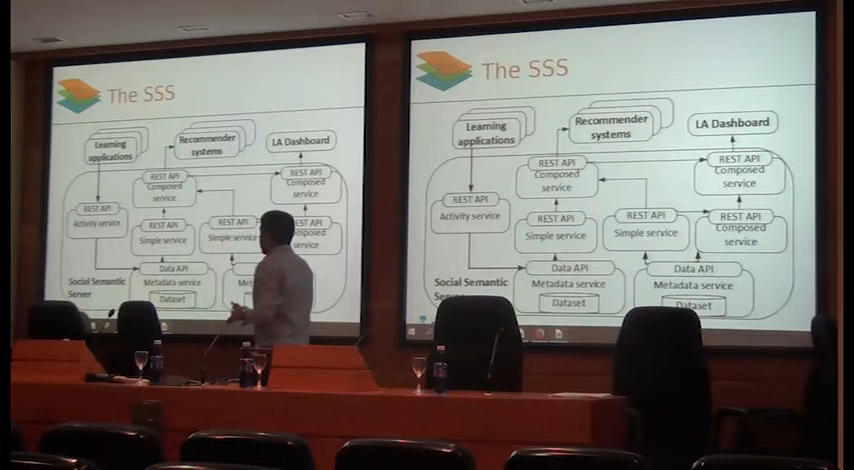 The SSS
Learning
applications
Recommender
systems
LA Dashboard
REST API
Composed
service
REST API
Composed
service
REST API
Activity service
REST API
Simple service
REST API
Simple service
REST API
Composed
service
Data API
Metadata service
Dataset
Social Semantic
Server
The SSS
Learning
applications
Recommender
systems
LA Dashboard
REST API
Composed
service
REST API
Composed
service
REST API
Activity service
REST API
Simple service
REST API
Simple service
REST API
Composed
service
Data API
Metadata service
Dataset
Data API
Metadata service
Dataset
Social Semantic